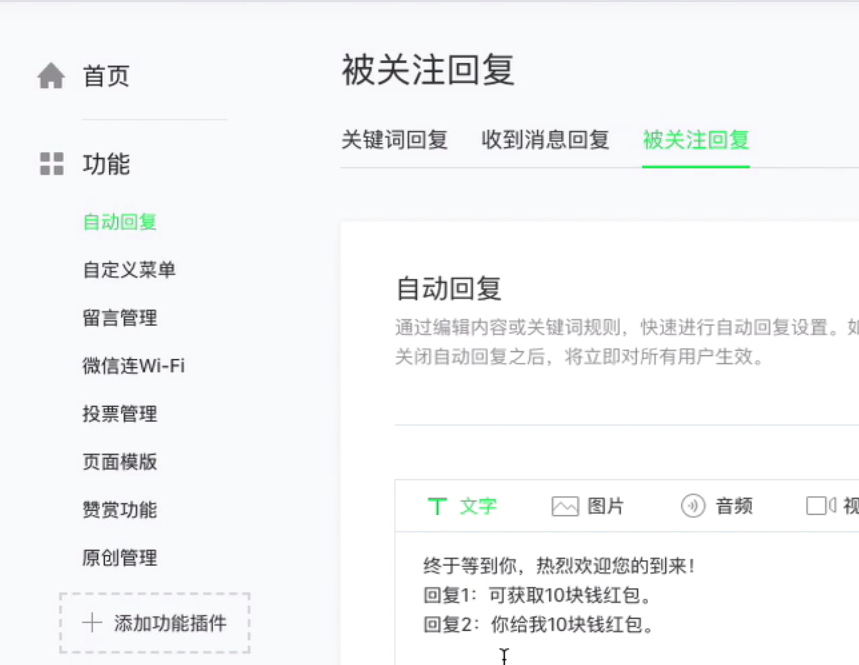 首页
功能
自动回复
自定义菜单
留言管理
微信连Wi-Fi
投票管理
页面模版
赞赏功能
原创管理
添加功能插件
被关注回复
关键词回复 收到消息回复 被关注回复
自动回复
通过编辑内容或关键词规则，快速进行自动回复设置。如
关闭自动回复之后，将立即对所有用户生效。
文字 图片 音频 视
终于等到你，热烈欢迎您的到来！
回复1：可获取10块钱红包。
回复2：你给我10块钱红包。